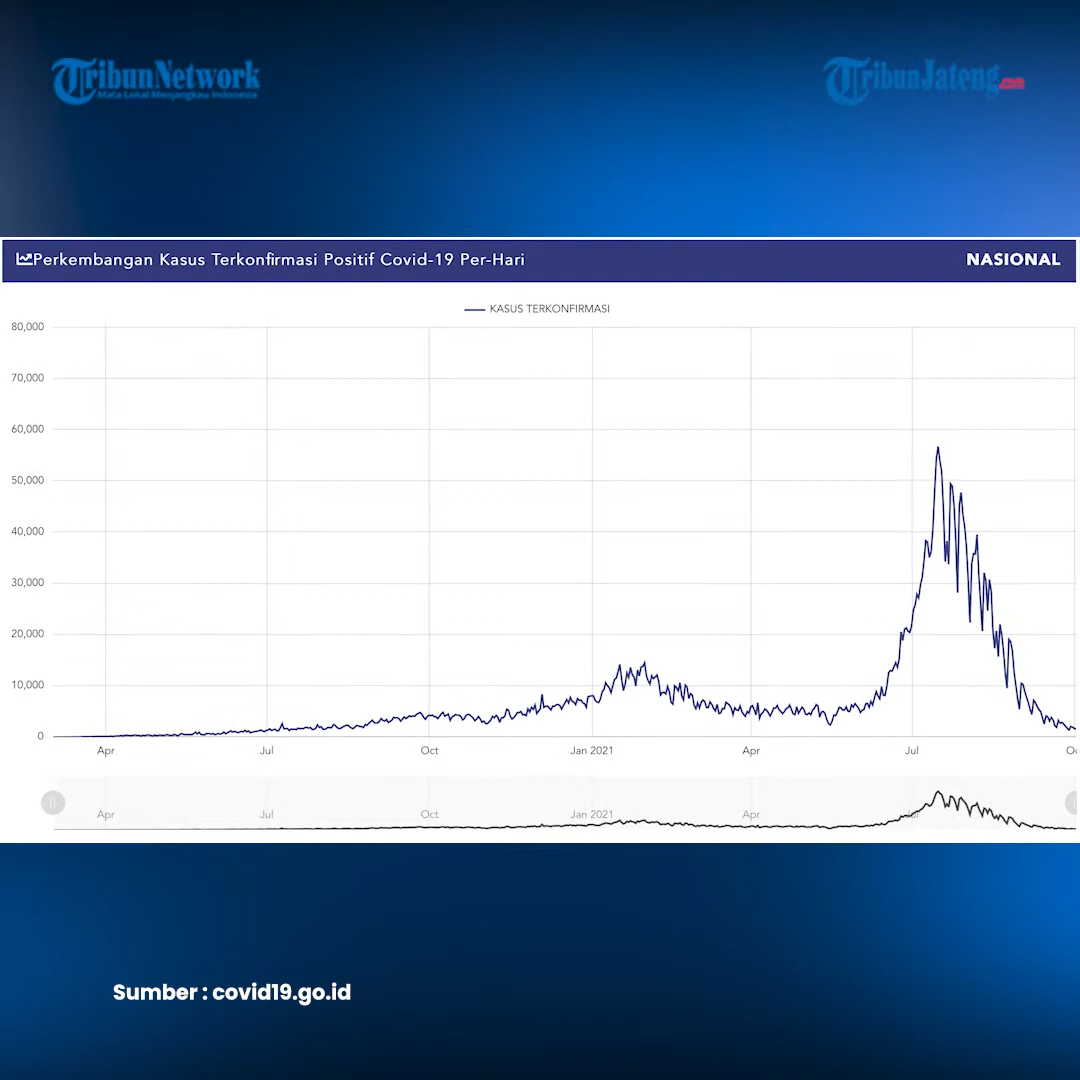 TribunNetwork
Mata Lokal Menjangkau Indonesia
TribunJateng.com
Perkembangan Kasus Terkonfirmasi Positif Covid-19 Per-Hari
NASIONAL
KASUS TERKONFIRMASI
80,000
70,000
60,000
50,000
40,000
30,000
20,000
10,000
0
Apr Jul Oct Jan 2021 Apr Jul
Apr Jul Oct Jan 2021 Apr Jul
Sumber : covid19.go.id